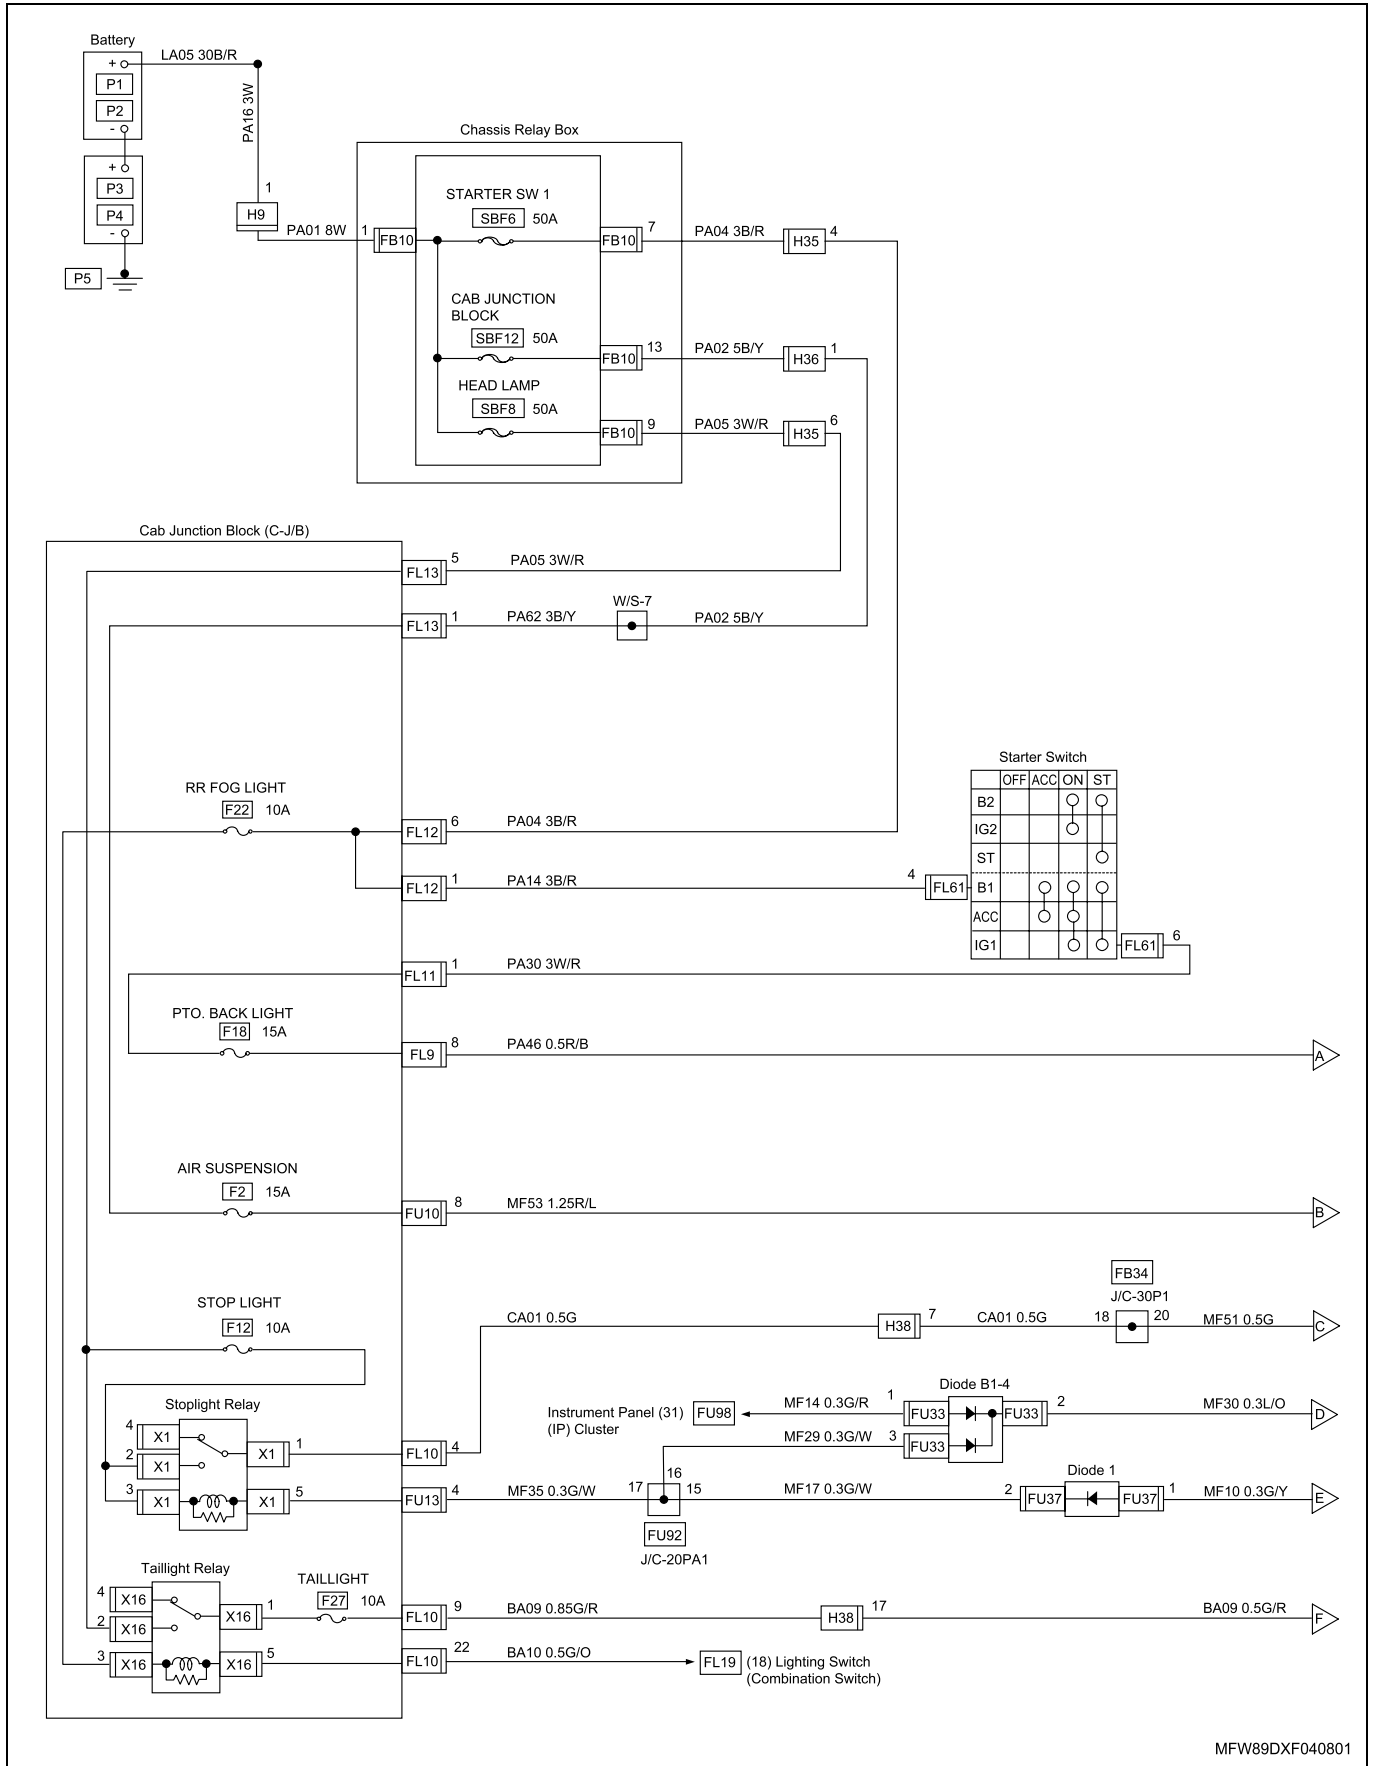 Battery
+
LA05 30B/R
P1
P2
-
PA16 3W
+
P3
P4
-
P5
1
H9
PA01 8W
1
FB10
Chassis Relay Box
STARTER SW 1
SBF6 50A
FB10
7
PA04 3B/R
H35
4
CAB JUNCTION
BLOCK
SBF12 50A
FB10
13
PA02 5B/Y
H36
1
HEAD LAMP
SBF8 50A
FB10
9
PA05 3W/R
H35
6
Cab Junction Block (C-J/B)
FL13
5
PA05 3W/R
FL13
1
PA62 3B/Y
W/S-7
PA02 5B/Y
RR FOG LIGHT
F22 10A
FL12
6
PA04 3B/R
FL12
1
PA14 3B/R
4
FL61
Starter Switch
OFF ACC ON ST
B2
IG2
ST
B1
ACC
IG1
FL61
6
FL11
1
PA30 3W/R
PTO. BACK LIGHT
F18 15A
FL9
8
PA46 0.5R/B
A
AIR SUSPENSION
F2 15A
FU10
8
MF53 1.25R/L
B
STOP LIGHT
F12 10A
CA01 0.5G
H38
7
CA01 0.5G
FB34
J/C-30P1
18
20
MF51 0.5G
C
Stoplight Relay
4
X1
2
X1
X1
1
3
X1
X1
5
FL10
4
Instrument Panel (31)
(IP) Cluster
FU98
MF14 0.3G/R
1
FU33
Diode B1-4
FU33
2
MF30 0.3L/O
D
MF29 0.3G/W
3
FU33
FU13
4
MF35 0.3G/W
17
16
15
FU92
J/C-20PA1
MF17 0.3G/W
2
FU37
Diode 1
FU37
1
MF10 0.3G/Y
E
Taillight Relay
4
X16
2
X16
X16
1
3
X16
X16
5
TAILLIGHT
F27 10A
FL10
9
BA09 0.85G/R
H38
17
BA09 0.5G/R
F
FL10
22
BA10 0.5G/O
FL19
(18) Lighting Switch
(Combination Switch)
MFW89DXF040801